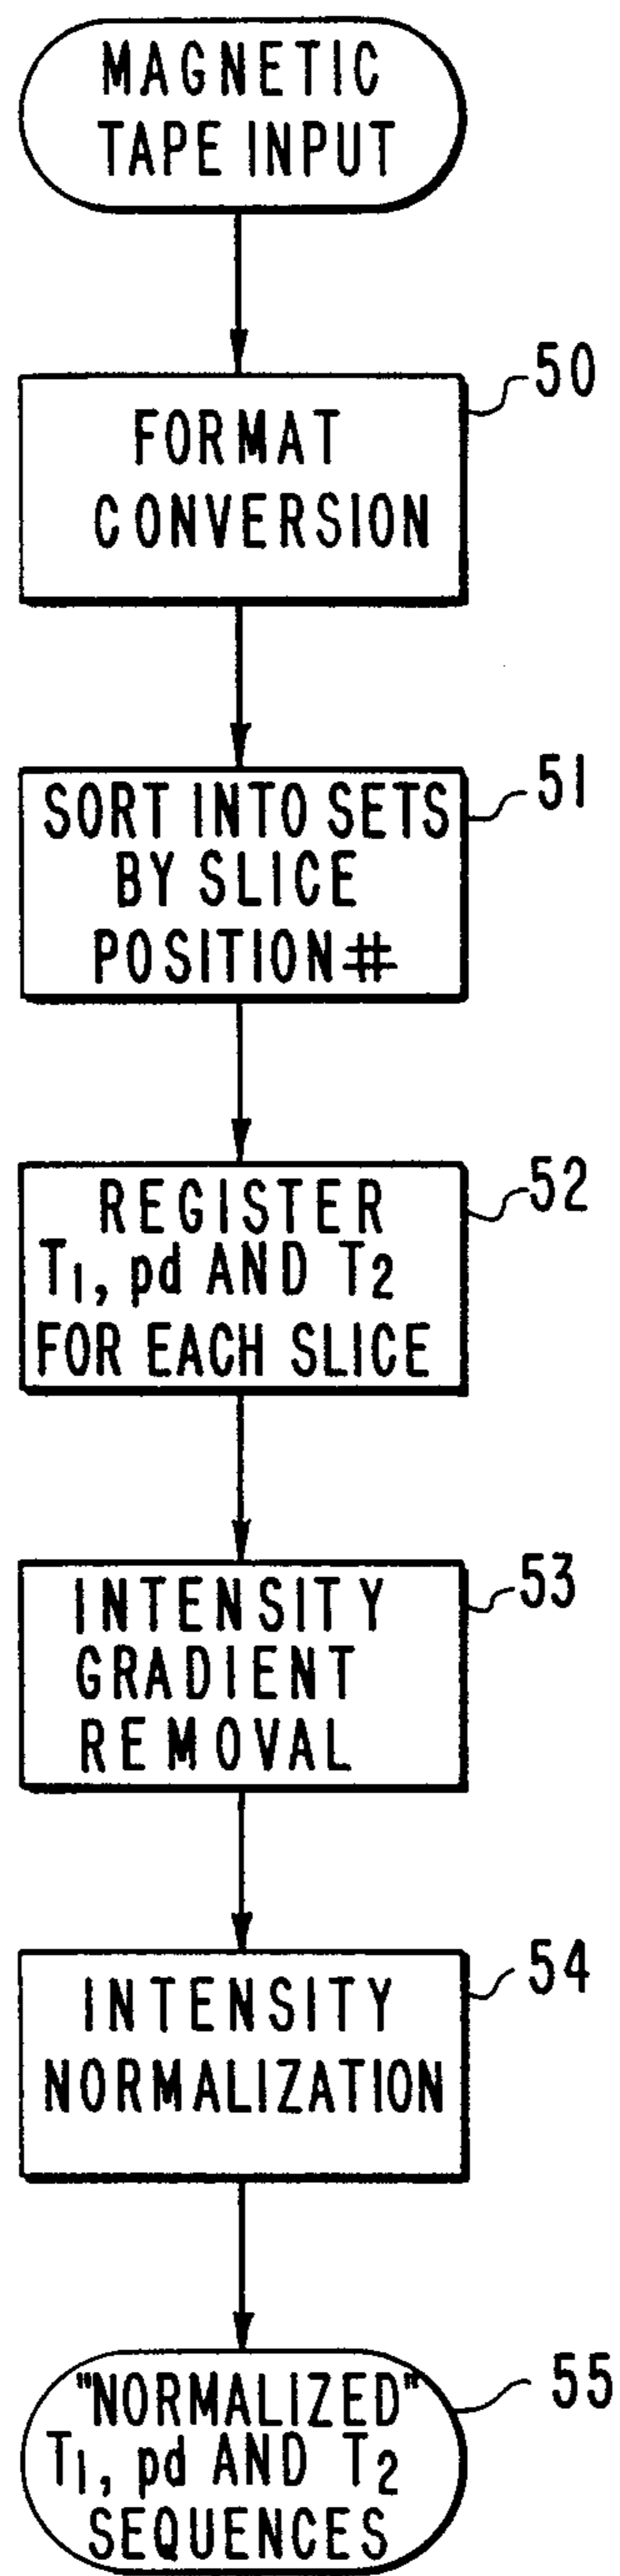 MAGNETIC
TAPE INPUT
50
FORMAT
CONVERSION
51
SORT INTO SETS
BY SLICE
POSITION #
52
REGISTER
T1, pd AND T2
FOR EACH SLICE
53
INTENSITY
GRADIENT
REMOVAL
54
INTENSITY
NORMALIZATION
55
"NORMALIZED"
T1, pd AND T2
SEQUENCES